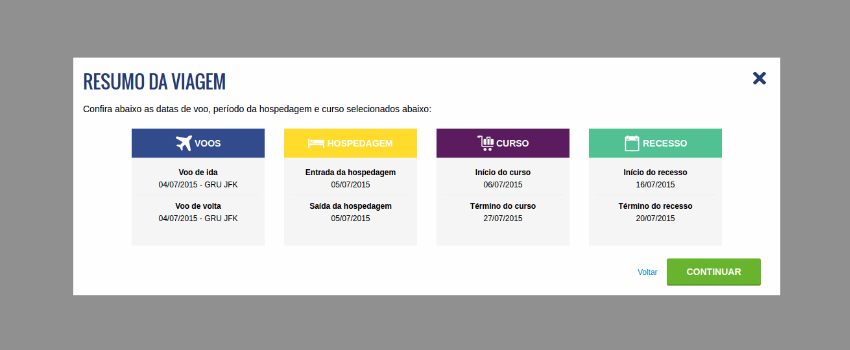 RESUMO DA VIAGEM
Confira abaixo as datas de voo, período da hospedagem e curso selecionados abaixo:
VOOS
Voo de ida
04/07/2015 - GRU JFK
Voo de volta
04/07/2015 - GRU JFK
HOSPEDAGEM
Entrada da hospedagem
05/07/2015
Saída da hospedagem
05/07/2015
CURSO
Início do curso
06/07/2015
Término do curso
27/07/2015
RECESSO
Início do recesso
16/07/2015
Término do recesso
20/07/2015
Voltar
CONTINUAR